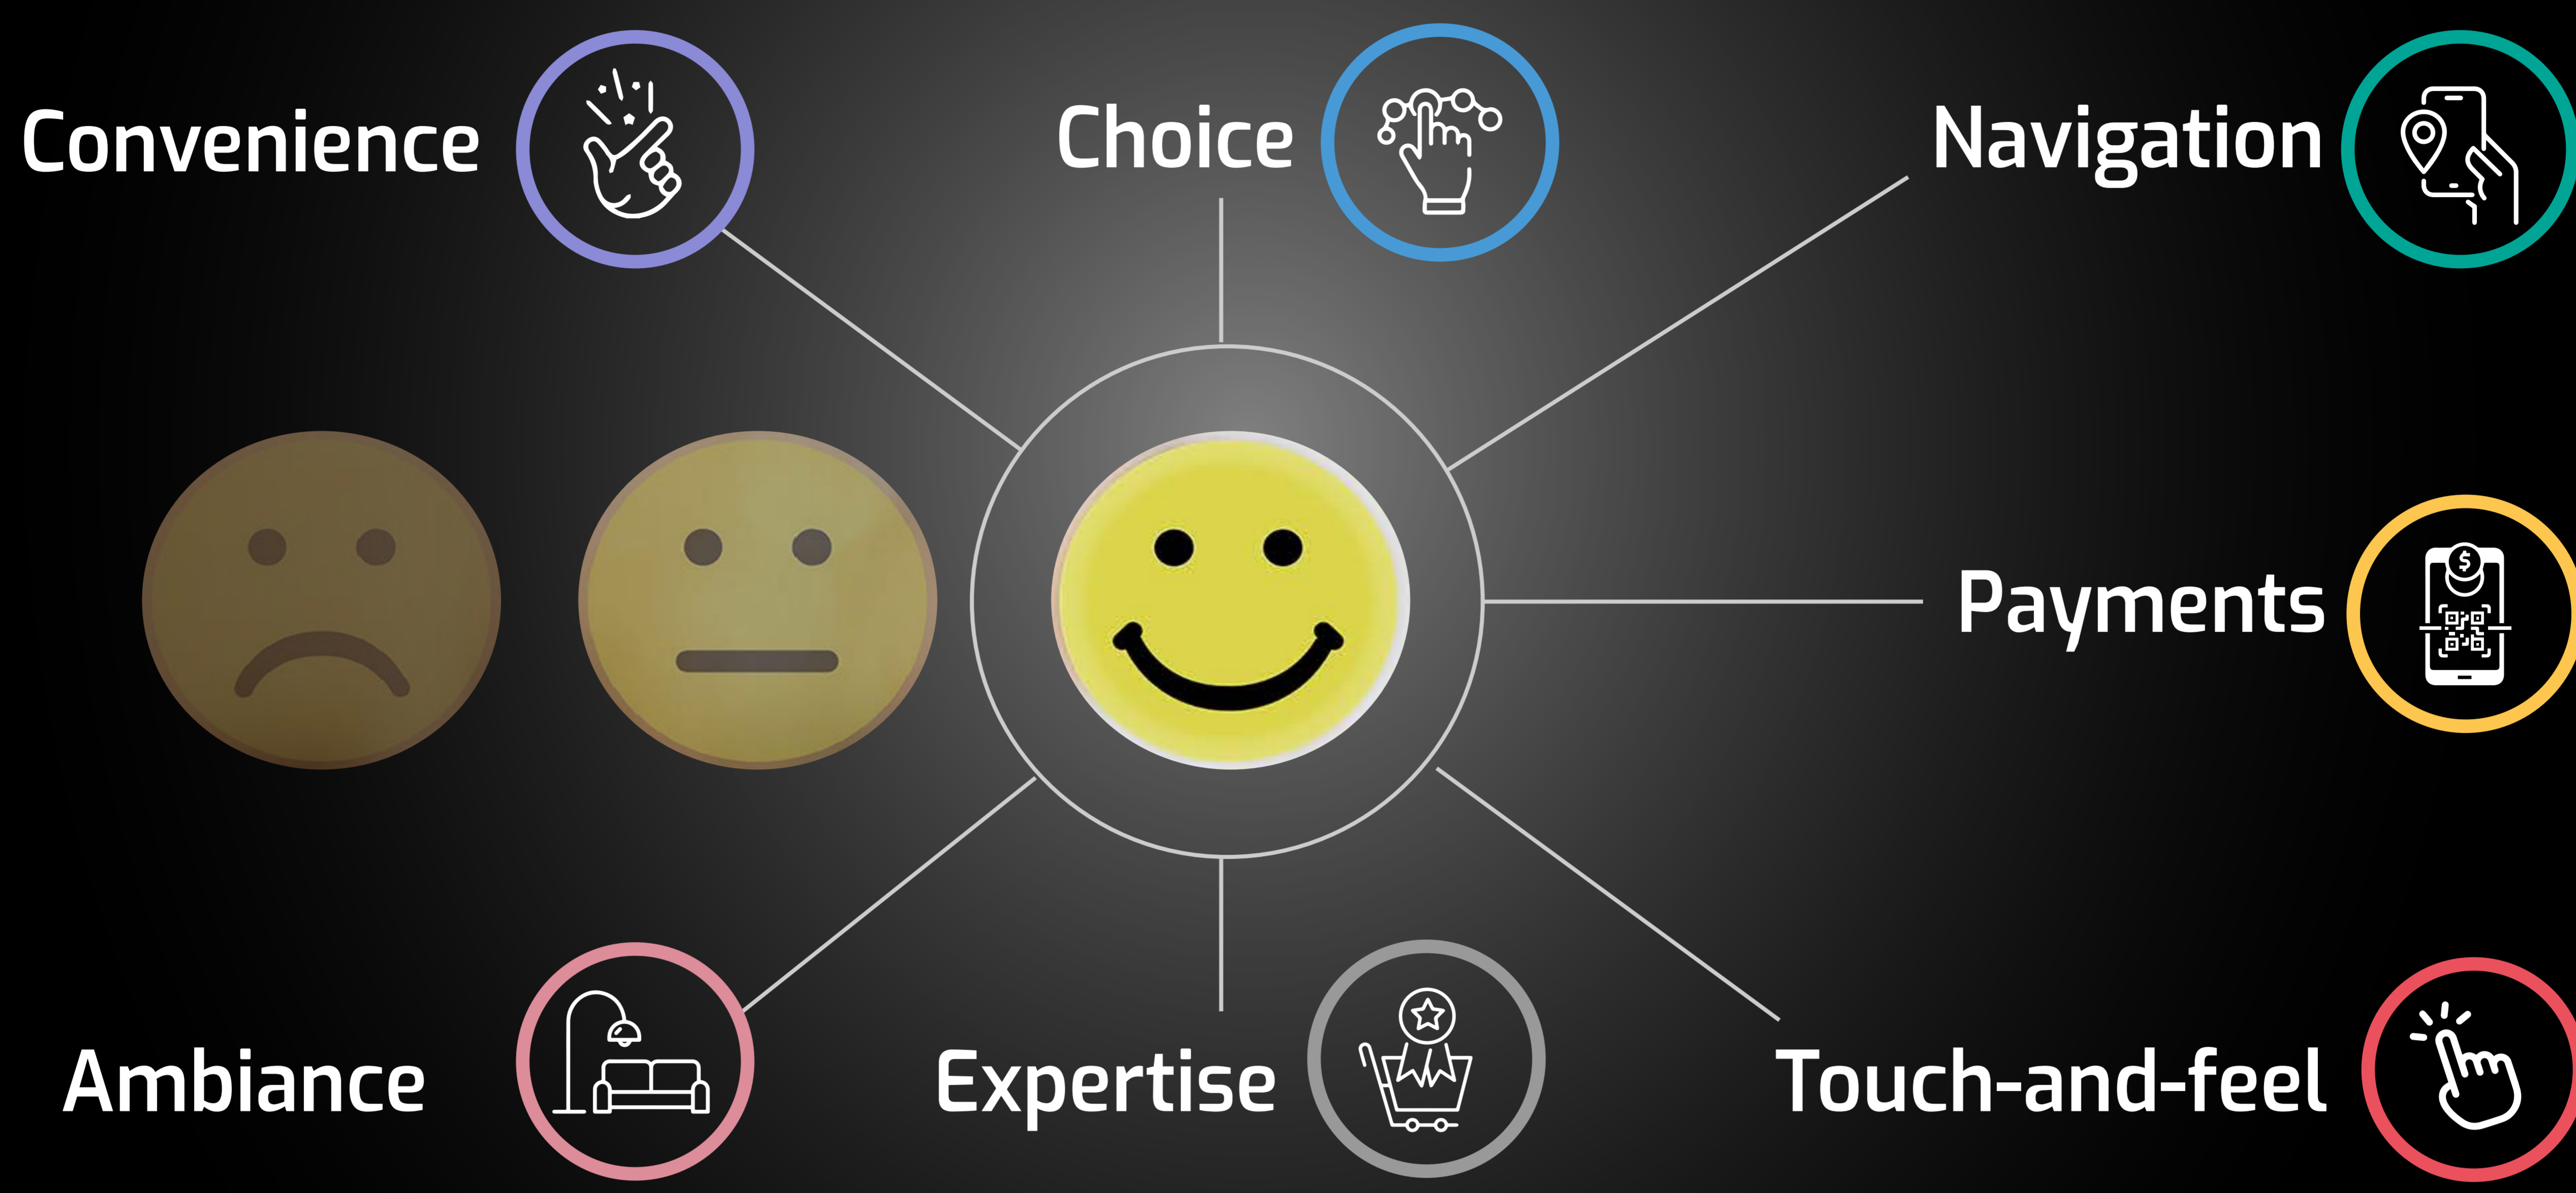 Convenience
Choice
Navigation
Payments
Ambiance
Expertise
Touch-and-feel